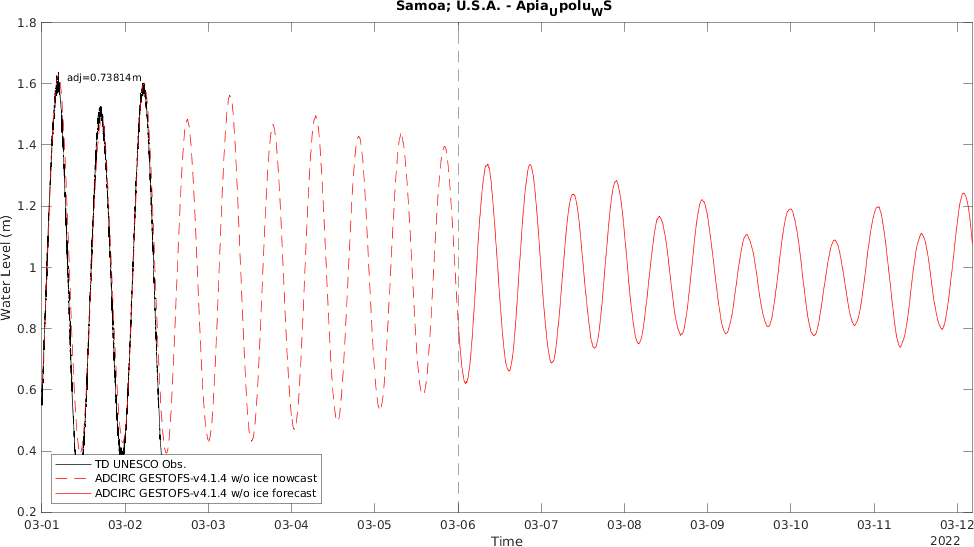 Samoa; U.S.A. - ApiaUpoluWS
1.8
1.6
1.4
1.2
1
0.8
0.6
0.4
0.2
Water Level (m)
adj=0.73814m
TD UNESCO Obs.
ADCIRC GESTOFS-v4.1.4 w/o ice nowcast
ADCIRC GESTOFS-v4.1.4 w/o ice forecast
03-01 03-02 03-03 03-04 03-05 03-06 03-07 03-08 03-09 03-10 03-11 03-12
Time
2022